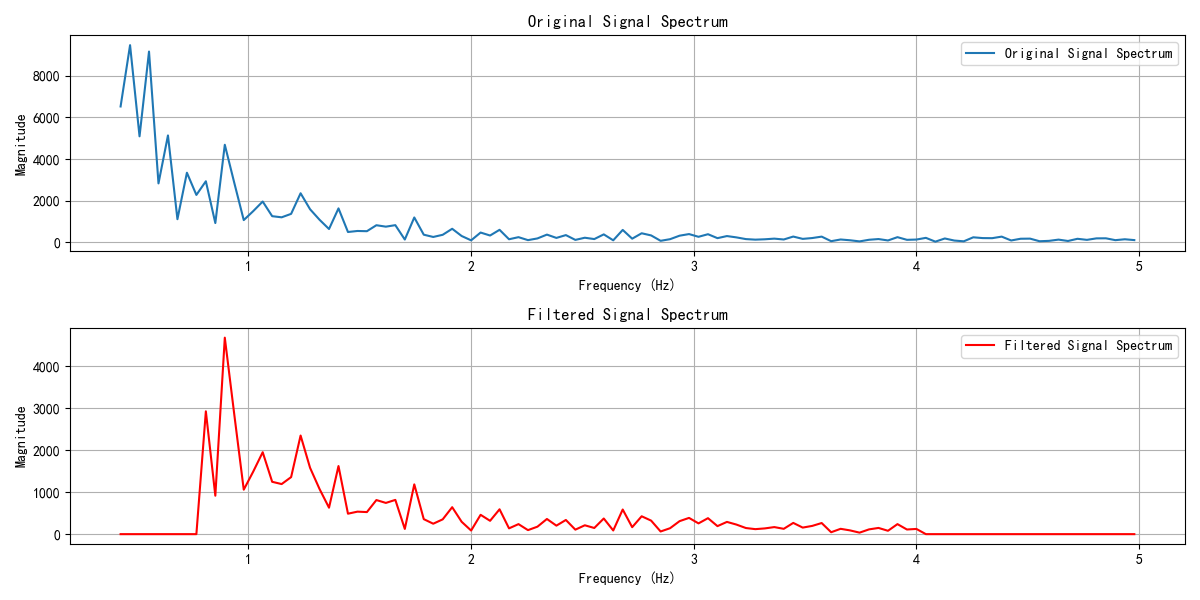 Original Signal Spectrum
Original Signal Spectrum
8000
6000
4000
2000
0
Magnitude
1 2 3 4 5
Frequency (Hz)
Filtered Signal Spectrum
Filtered Signal Spectrum
4000
3000
2000
1000
0
Magnitude
1 2 3 4 5
Frequency (Hz)